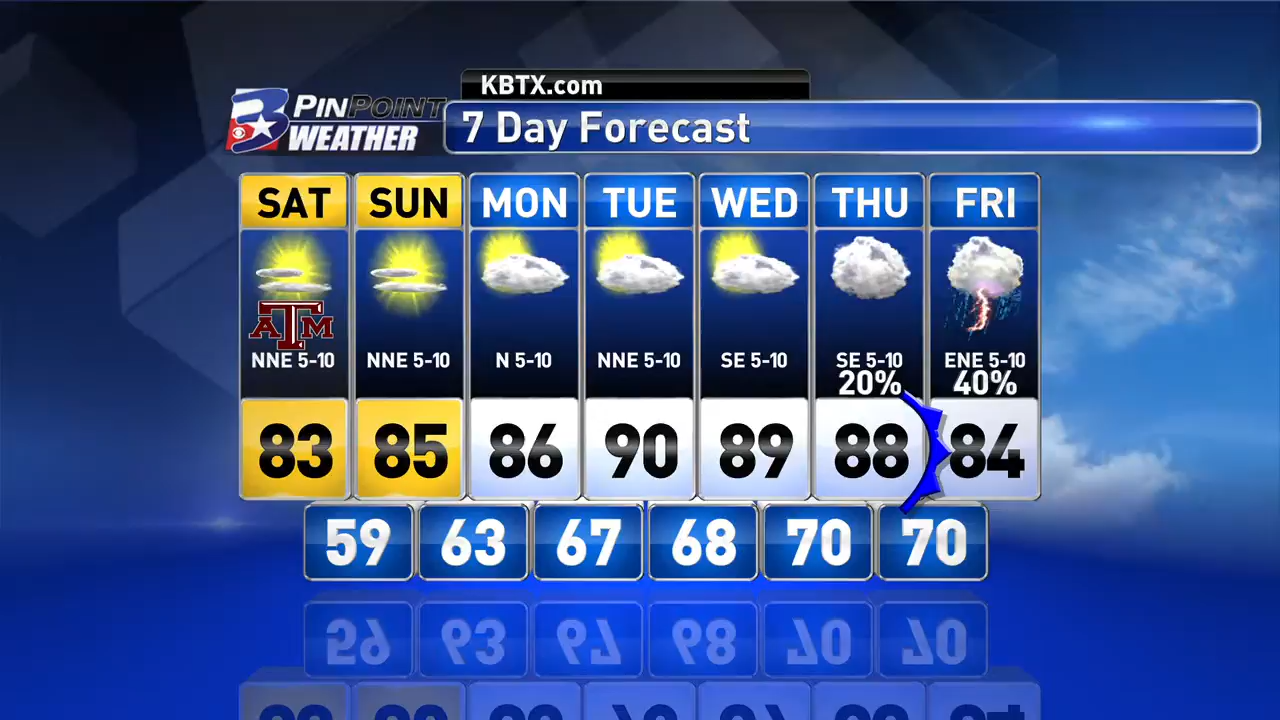 KBTX.com
3 PINPOINT
WEATHER
7 Day Forecast
SAT SUN MON TUE WED THU FRI
ATM
NNE 5-10 NNE 5-10 N 5-10 NNE 5-10 SE 5-10 SE 5-10 ENE 5-10
20% 40%
83 85 86 90 89 88 84
59 63 67 68 70 70